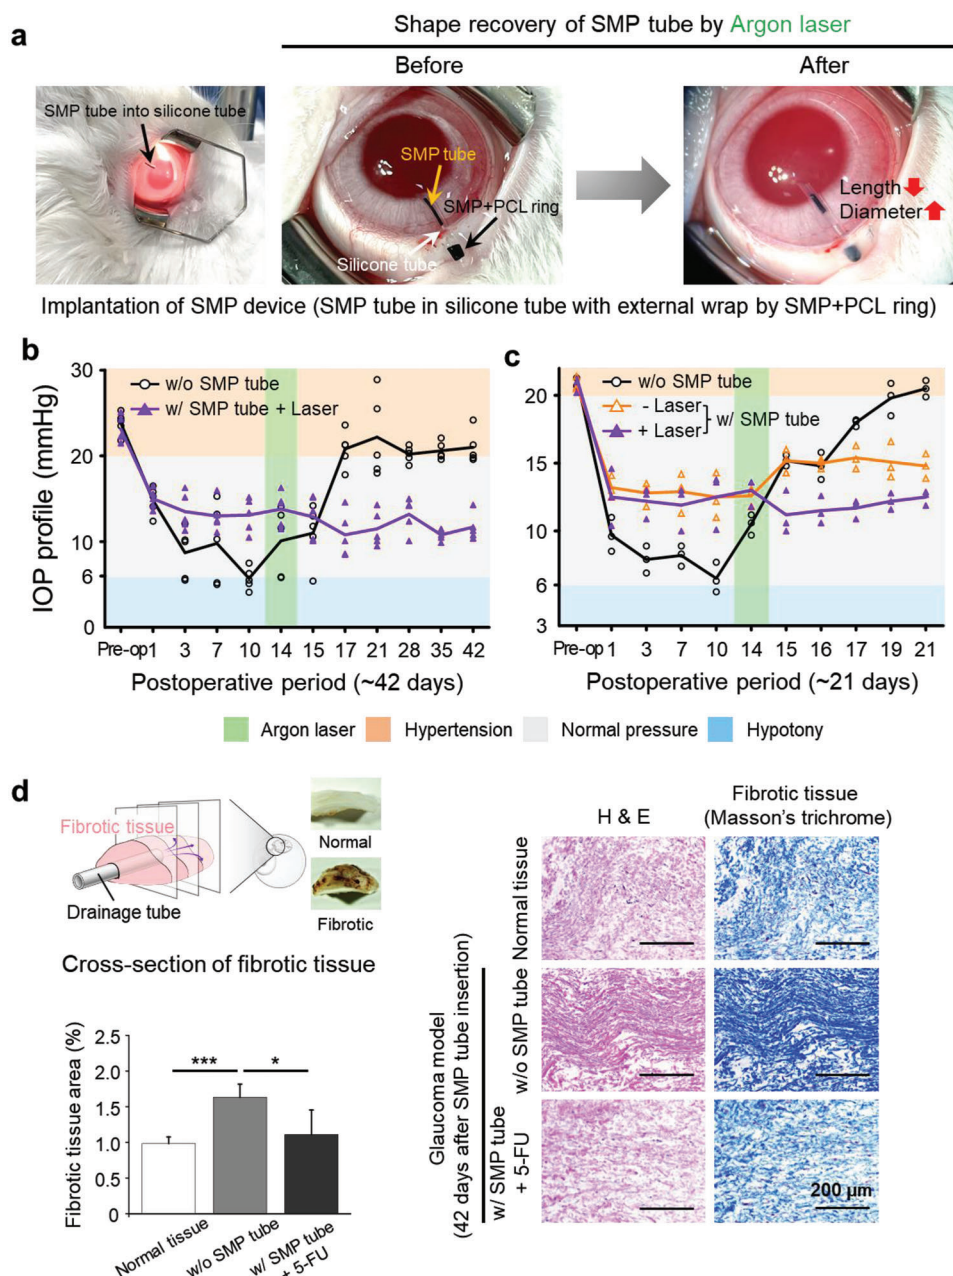 a
Shape recovery of SMP tube by Argon laser
Before
After
SMP tube into silicone tube
SMP tube
SMP+PCL ring
Silicone tube
Length
Diameter
Implantation of SMP device (SMP tube in silicone tube with external wrap by SMP+PCL ring)
b
IOP profile (mmHg)
30
20
10
6
0
w/o SMP tube
w/ SMP tube + Laser
Pre-op 1 3 7 10 14 15 17 21 28 35 42
Postoperative period (~42 days)
c
20
15
10
6
3
w/o SMP tube
- Laser
+ Laser
w/ SMP tube
Pre-op 1 3 7 10 14 15 16 17 19 21
Postoperative period (~21 days)
Argon laser
Hypertension
Normal pressure
Hypotony
d
Fibrotic tissue
Drainage tube
Normal
Fibrotic
Cross-section of fibrotic tissue
Fibrotic tissue area (%)
2.5
2.0
1.5
1.0
0.5
0
***
*
Normal tissue
w/o SMP tube
w/ SMP tube
+ 5-FU
H & E
Fibrotic tissue
(Masson's trichrome)
Normal tissue
Glaucoma model
(42 days after SMP tube insertion)
w/o SMP tube
w/ SMP tube
+ 5-FU
200 µm